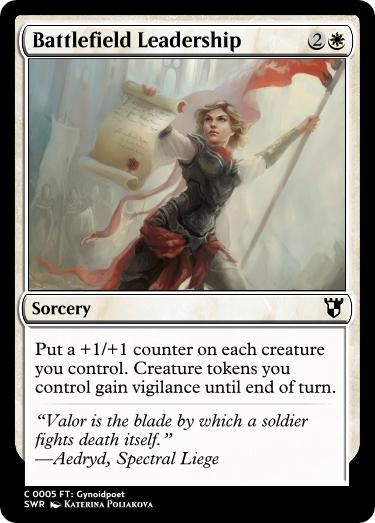 Battlefield Leadership 2
Sorcery
Put a +1/+1 counter on each creature
you control. Creature tokens you
control gain vigilance until end of turn.
“Valor is the blade by which a soldier
fights death itself.”
—Aedryd, Spectral Liege
C 0005 FT: Gynoidpoet
SWR KATERINA POLIAKOVA